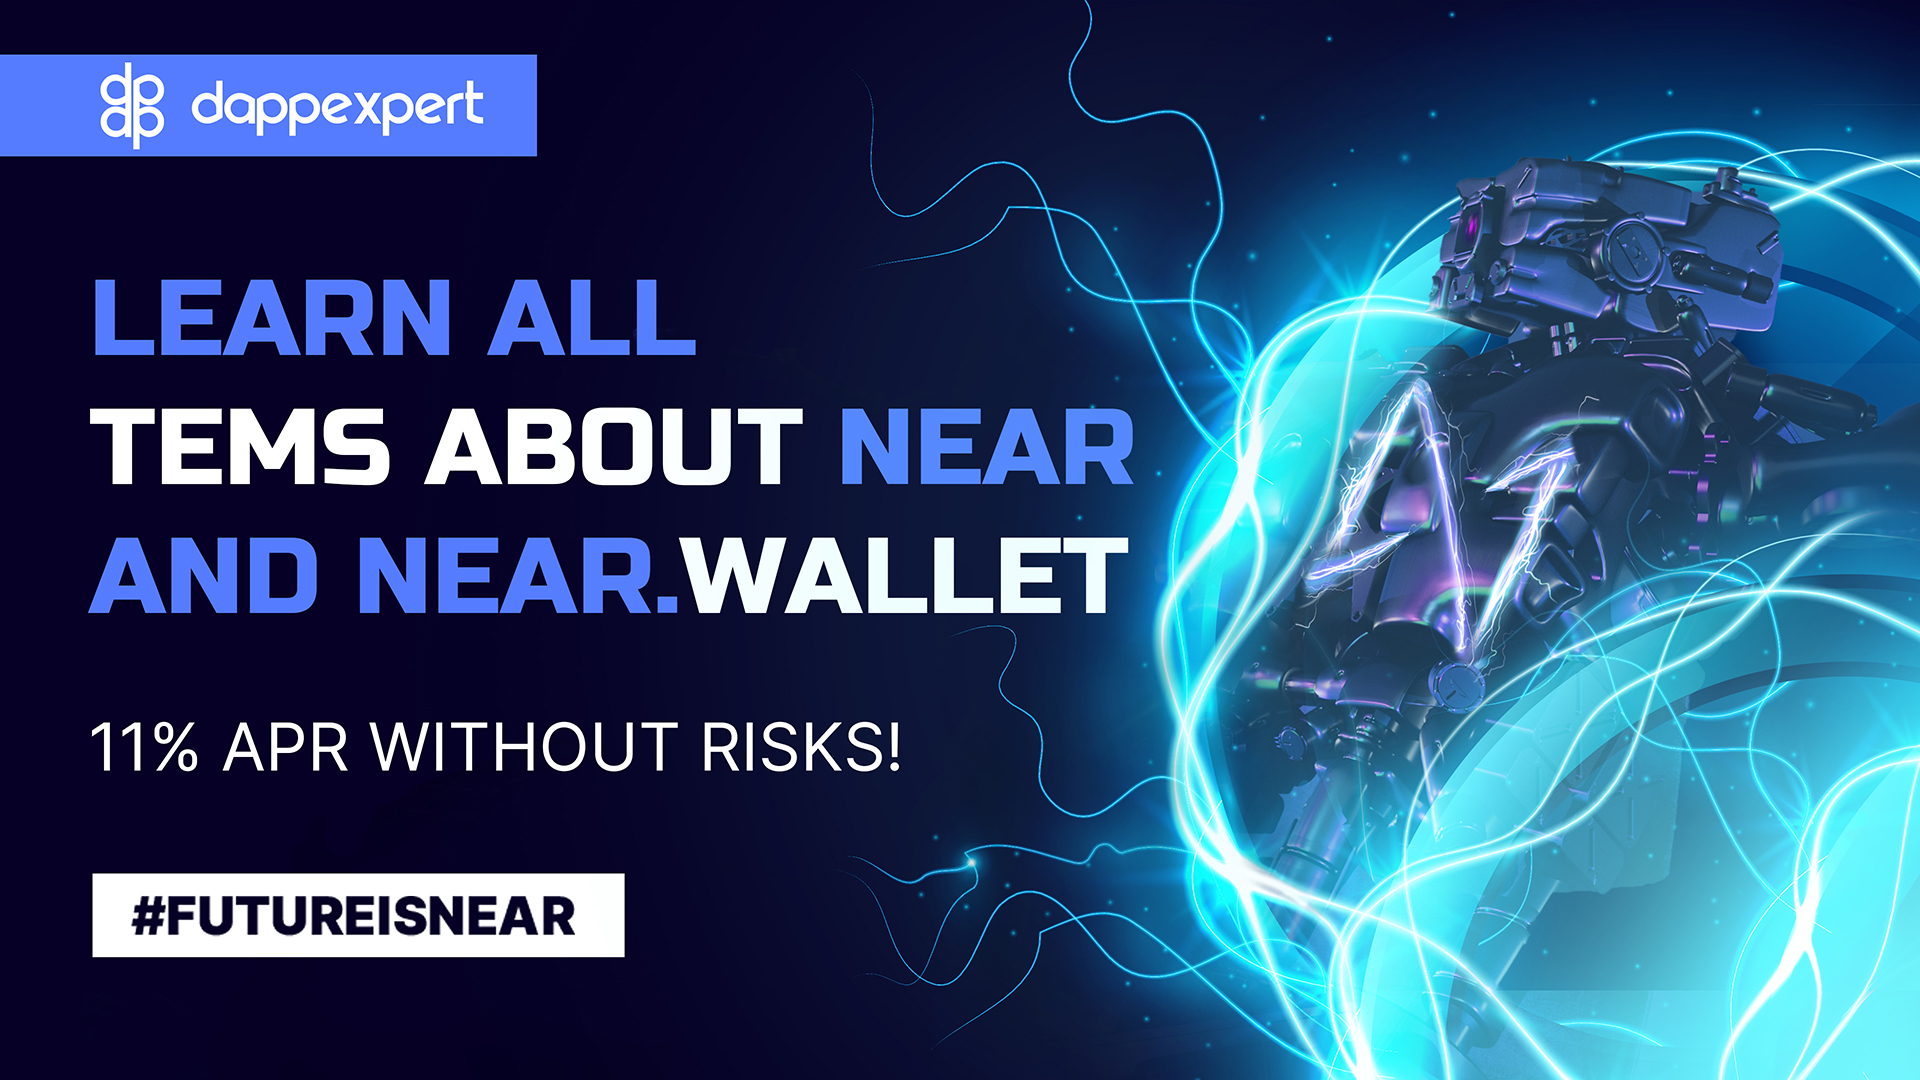 dappexpert
LEARN ALL
TEMS ABOUT NEAR
AND NEAR.WALLET
11% APR WITHOUT RISKS!
#FUTUREISNEAR